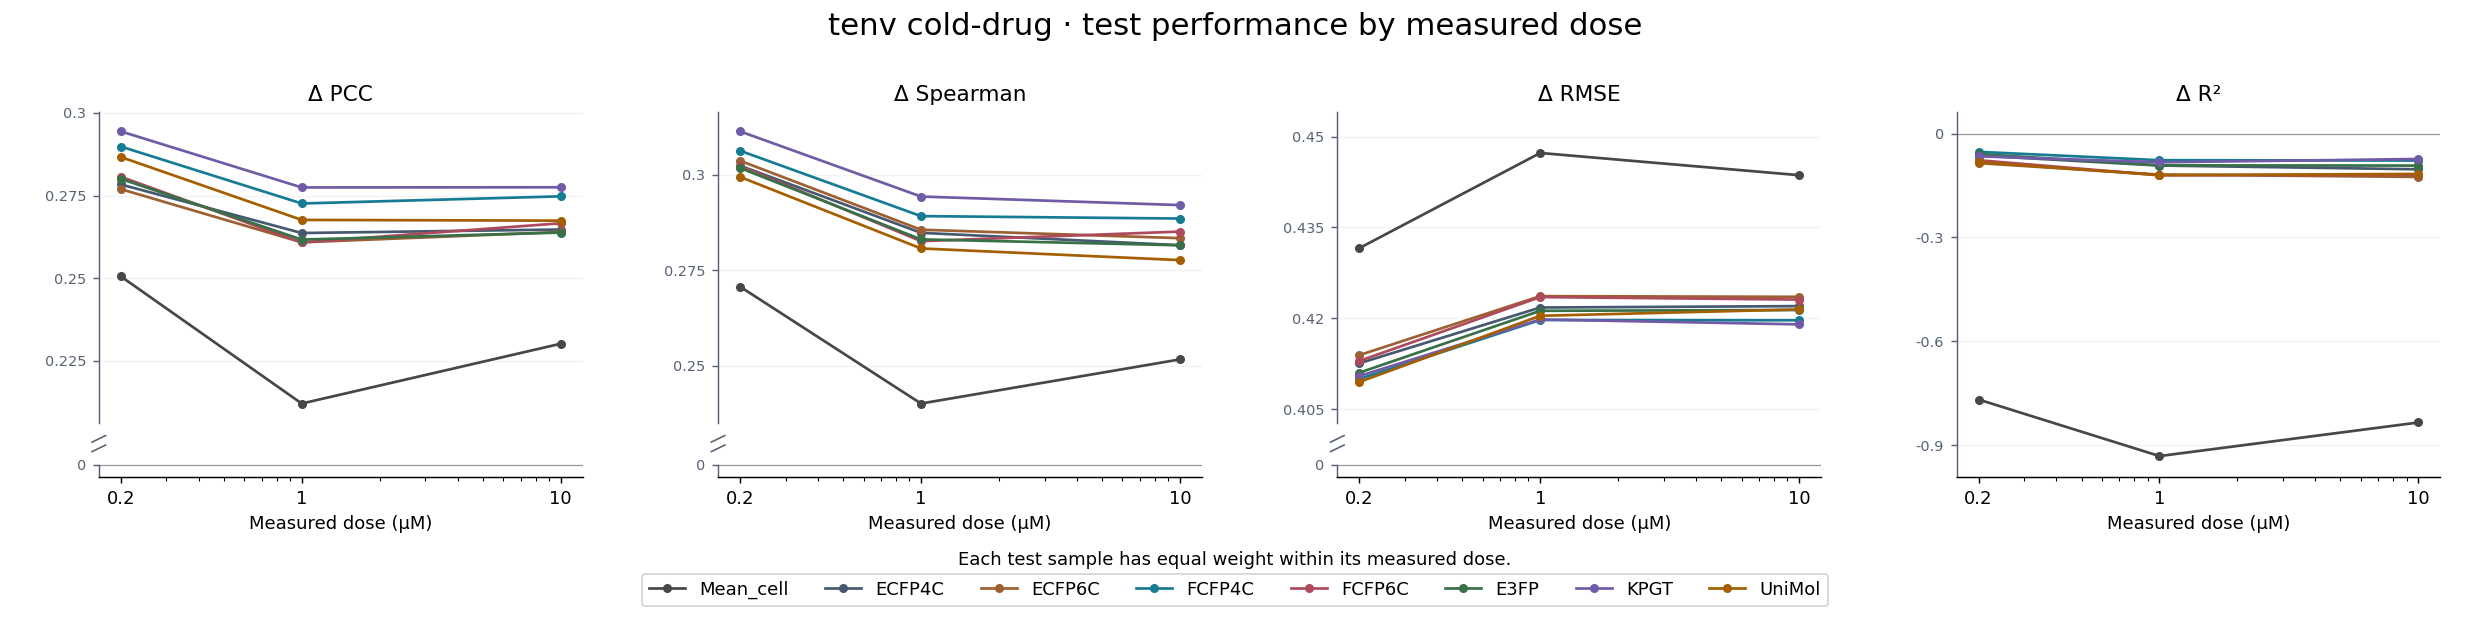 tenv cold-drug · test performance by measured dose
Δ PCC
0.3
0.275
0.25
0.225
0
0.2 1 10
Measured dose (μM)
Δ Spearman
0.3
0.275
0.25
0
0.2 1 10
Measured dose (μM)
Δ RMSE
0.45
0.435
0.42
0.405
0
0.2 1 10
Measured dose (μM)
Δ R²
0
-0.3
-0.6
-0.9
0.2 1 10
Measured dose (μM)
Each test sample has equal weight within its measured dose.
Mean_cell ECFP4C ECFP6C FCFP4C FCFP6C E3FP KPGT UniMol